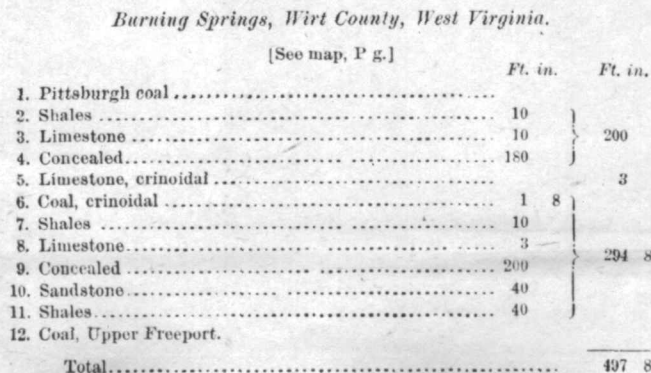 Burning Springs, Wirt County, West Virginia.
[See map, P g.]
Ft. in. Ft. in.
1. Pittsburgh coal
2. Shales 10
3. Limestone 10 200
4. Concealed 180
5. Limestone, crinoidal 3
6. Coal, crinoidal 1 8
7. Shales 10
8. Limestone 3
9. Concealed 200 294 8
10. Sandstone 40
11. Shales 40
12. Coal, Upper Freeport.
Total 497 8